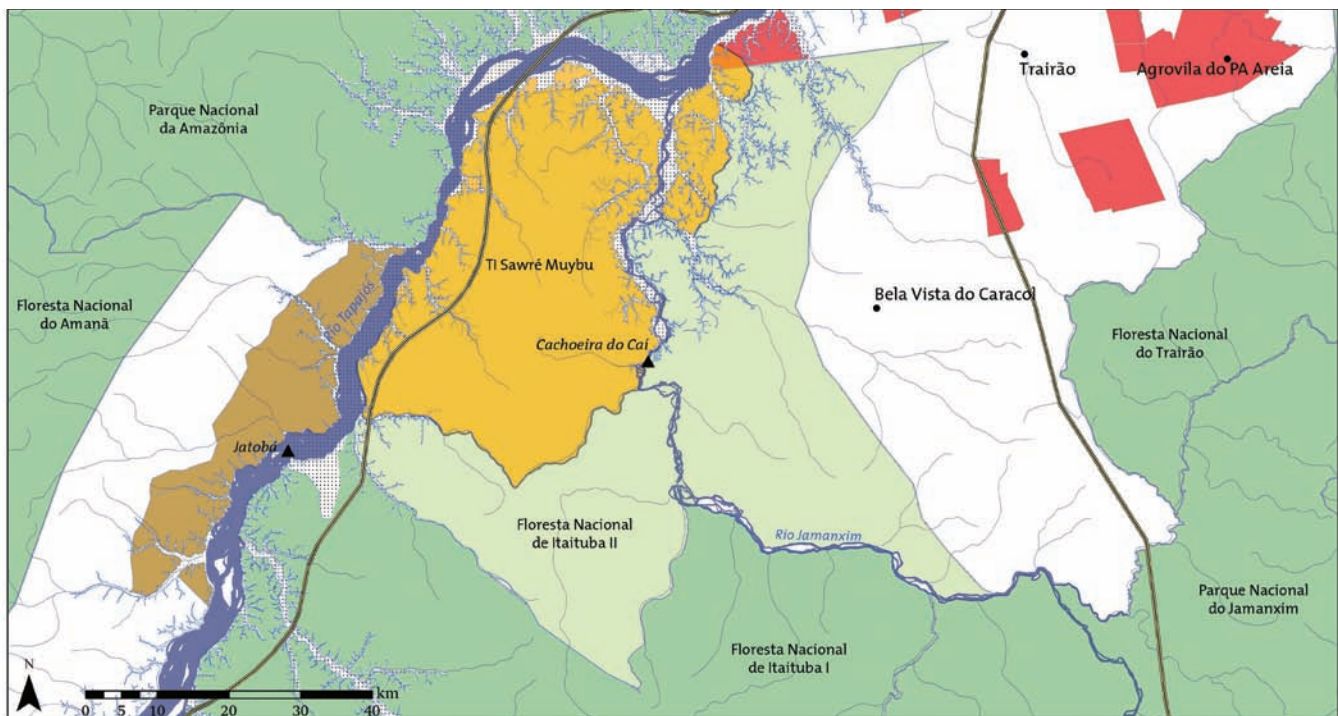 Trairão
Agrovila do PA Areia
Parque Nacional
da Amazônia
TI Sawré Muybu
Rio Tapajós
Bela Vista do Caracol
Floresta Nacional
do Amanã
Floresta Nacional
do Trairão
Cachoeira do Caí
Jatobá
Floresta Nacional
de Itaituba II
Rio Jamanxim
Parque Nacional
do Jamanxim
Floresta Nacional
de Itaituba I
N
km
0 5 10 20 30 40